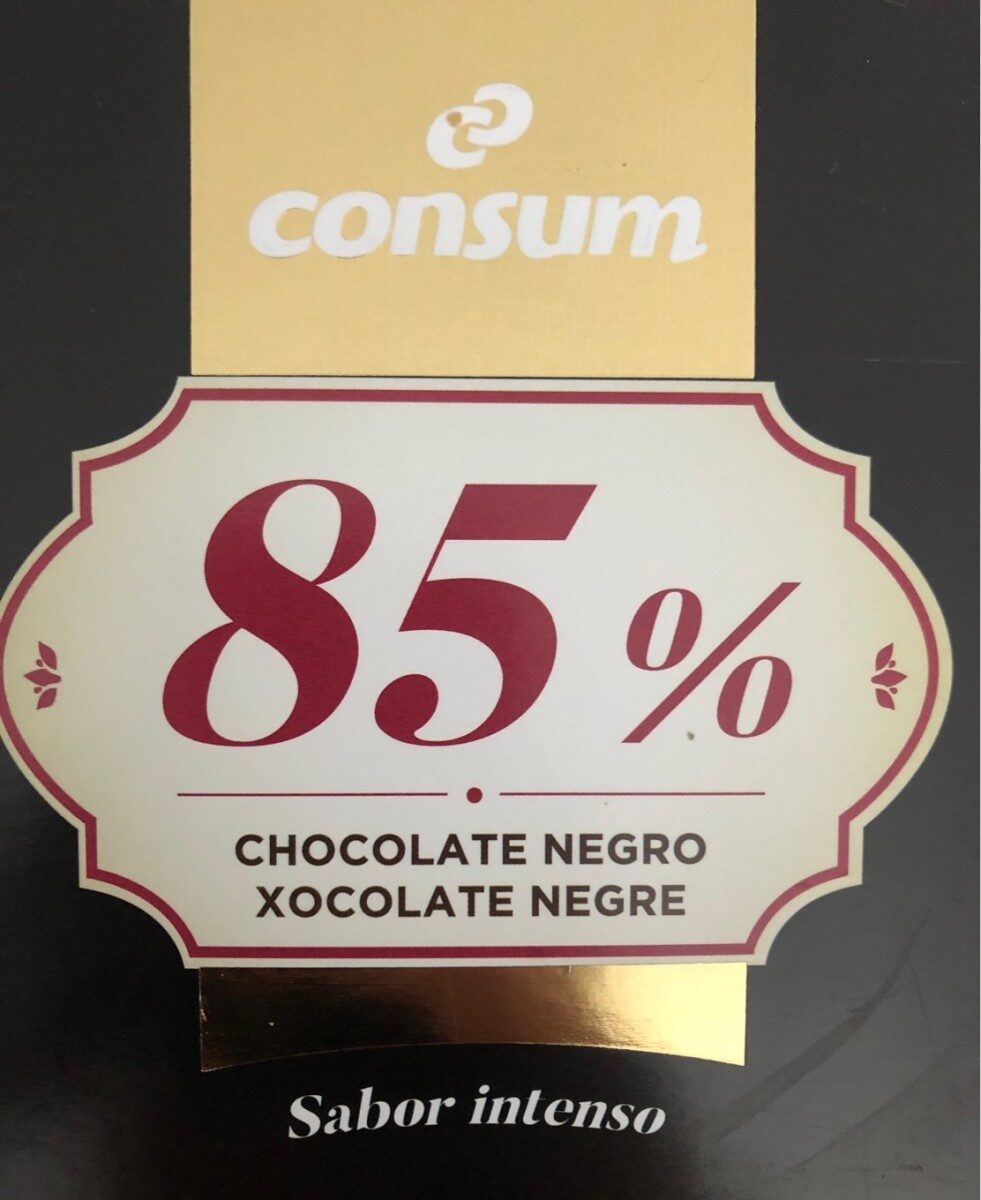 consum
85%
CHOCOLATE NEGRO
XOCOLATE NEGRE
Sabor intenso